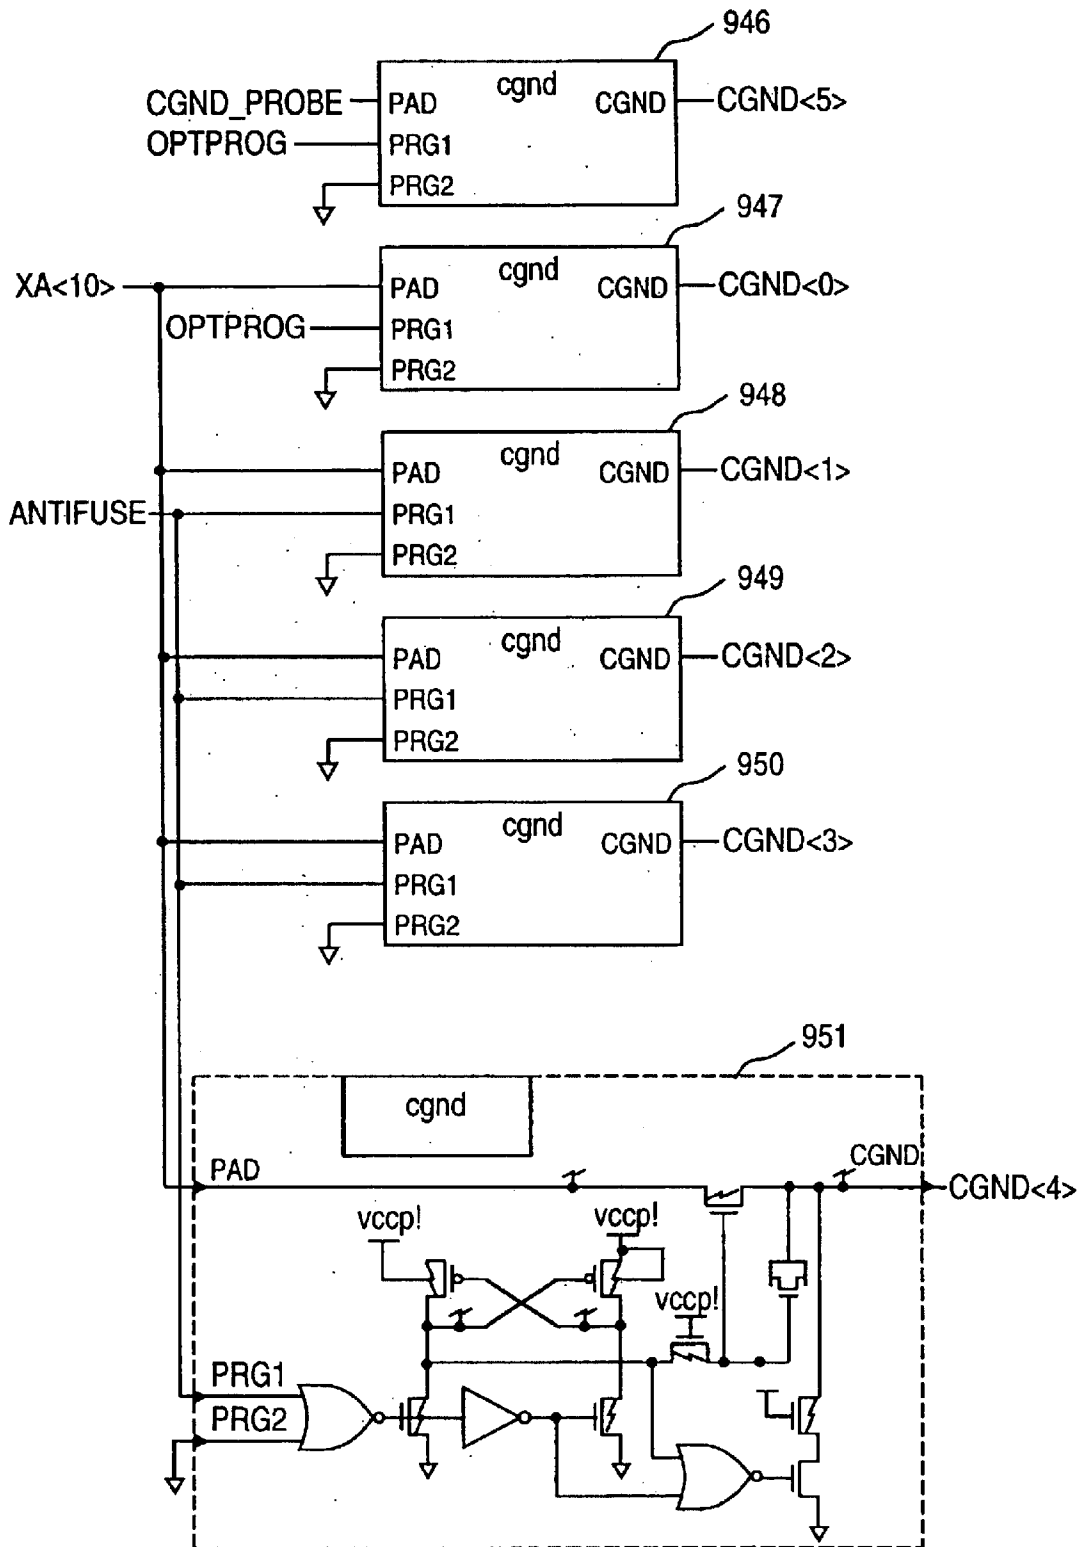 946
cgnd
CGND_PROBE PAD CGND CGND<5>
OPTPROG PRG1
PRG2
947
cgnd
XA<10> PAD CGND CGND<0>
OPTPROG PRG1
PRG2
948
cgnd
PAD CGND CGND<1>
ANTIFUSE PRG1
PRG2
949
cgnd
PAD CGND CGND<2>
PRG1
PRG2
950
cgnd
PAD CGND CGND<3>
PRG1
PRG2
951
cgnd
PAD CGND CGND<4>
vccp! vccp!
vccp!
PRG1
PRG2